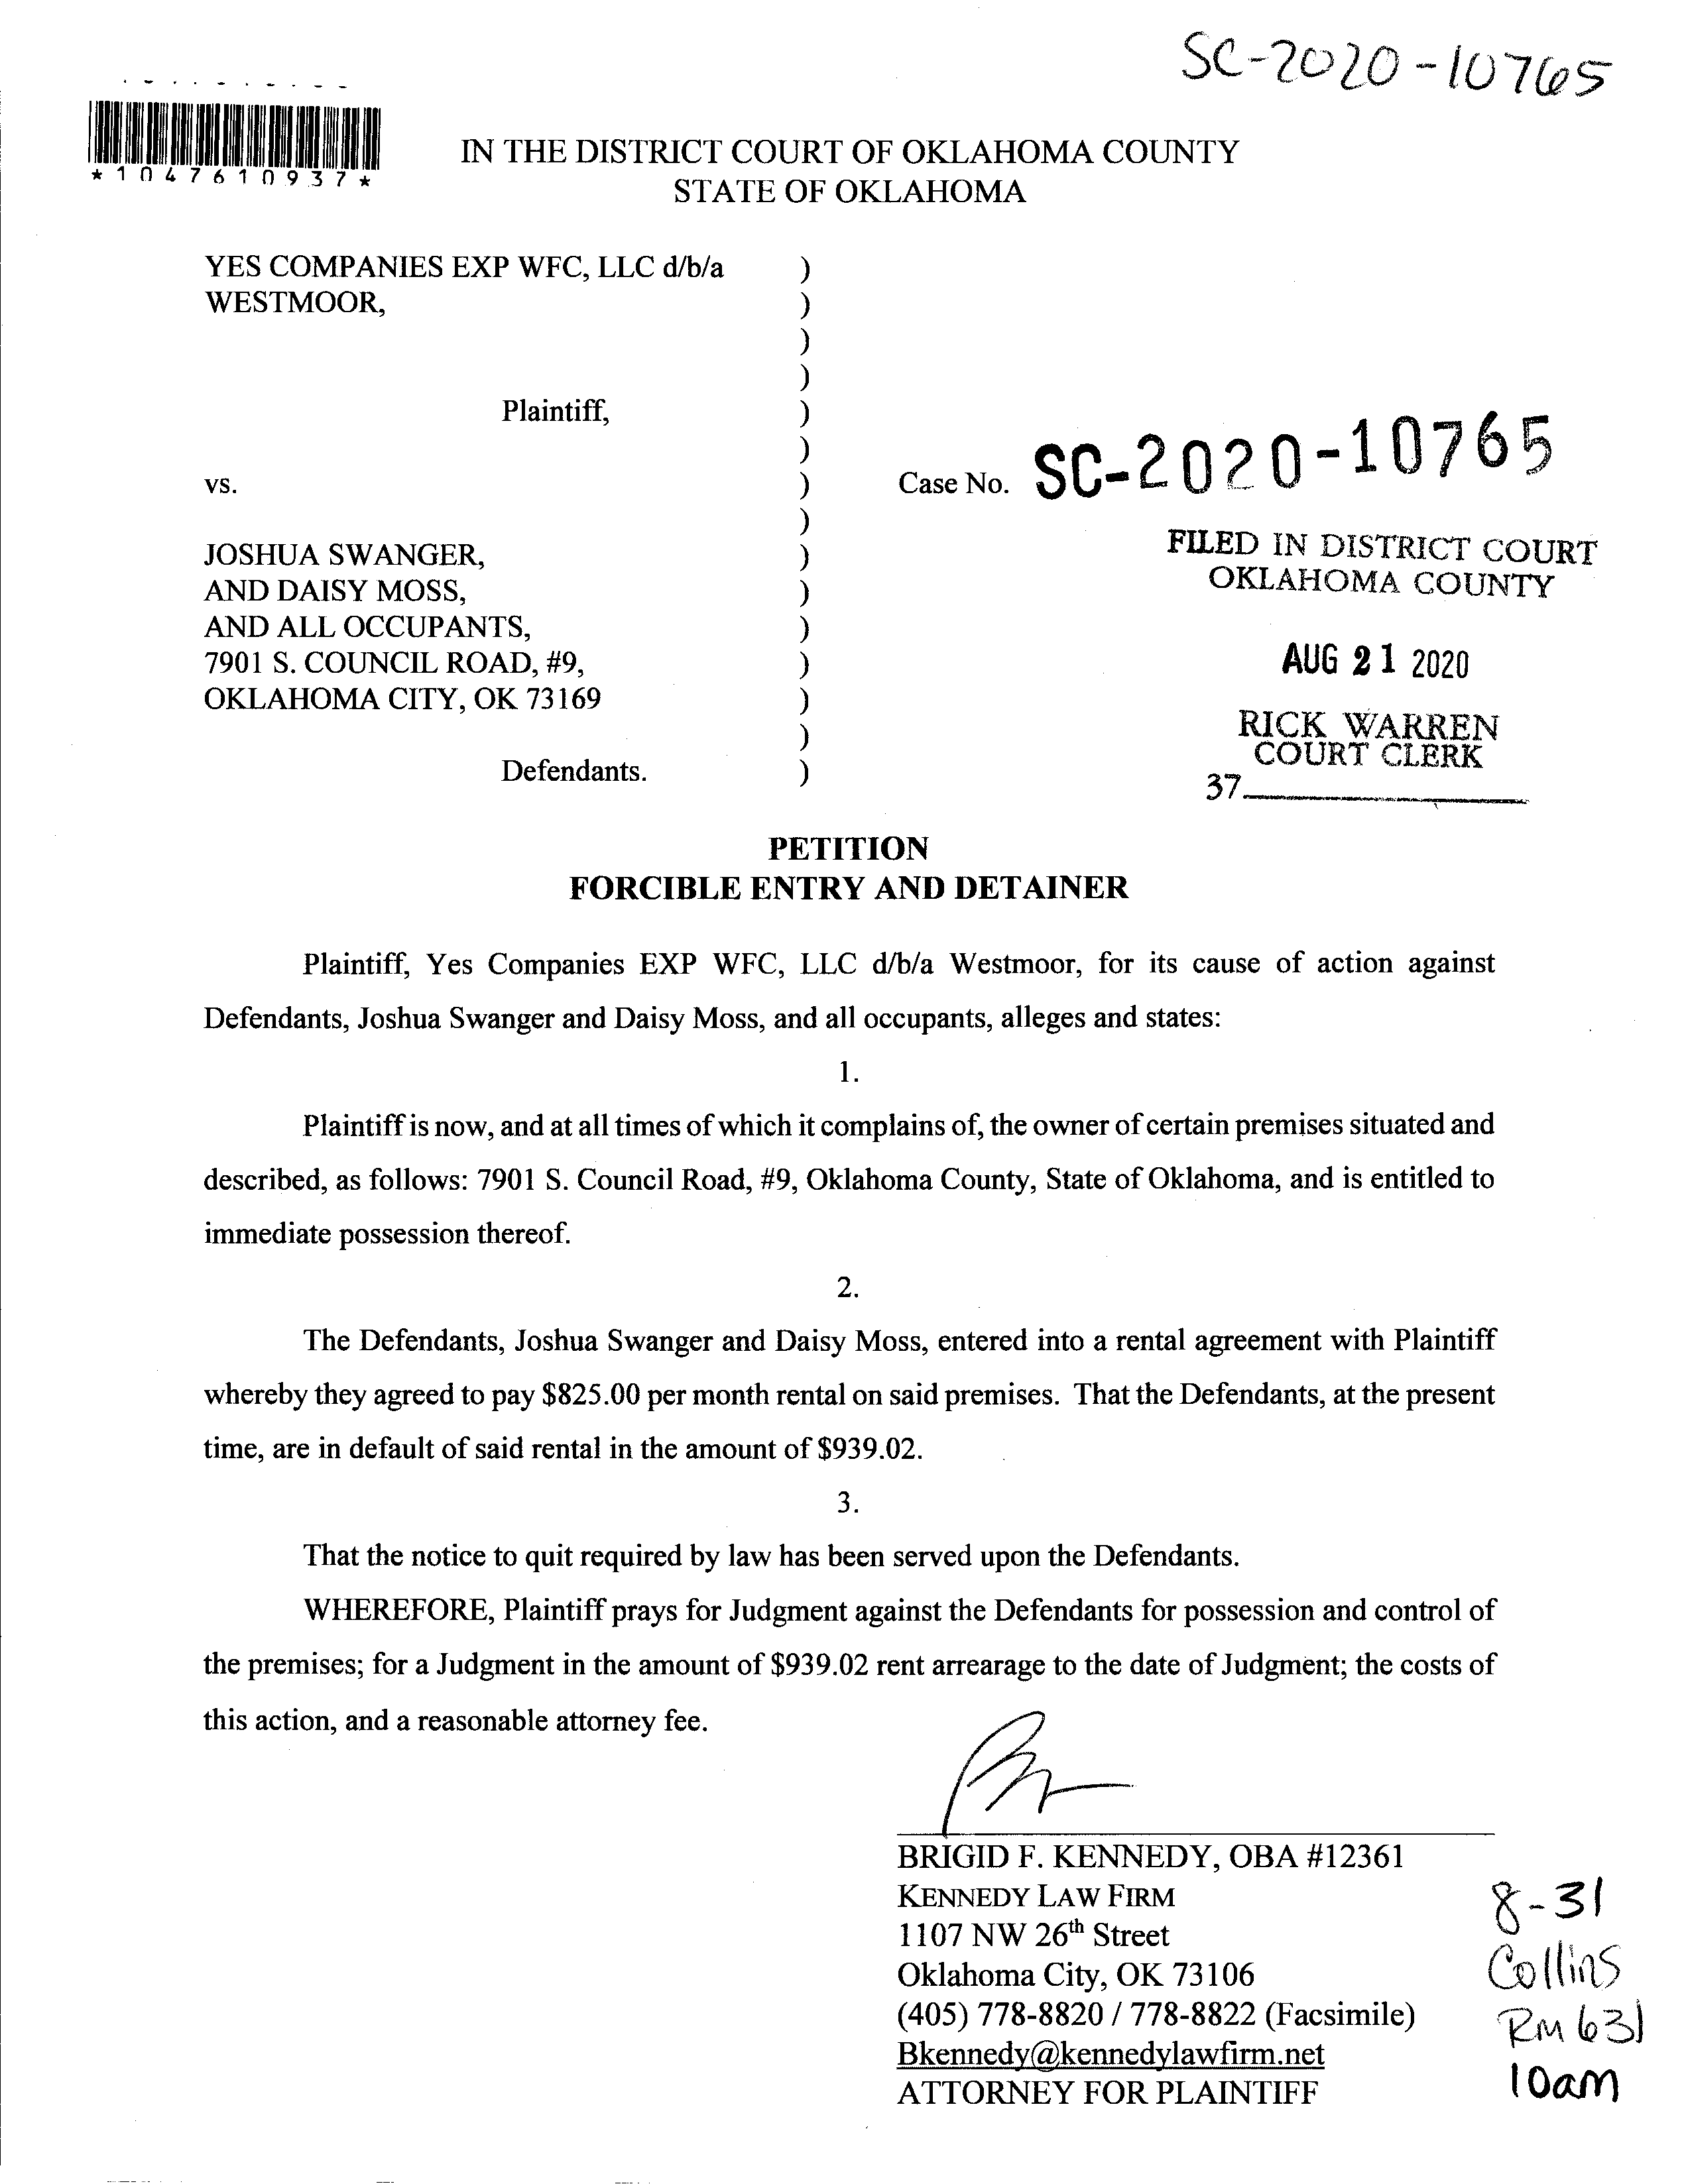 SC-2020-10765
*1047610937*
IN THE DISTRICT COURT OF OKLAHOMA COUNTY
STATE OF OKLAHOMA
YES COMPANIES EXP WFC, LLC d/b/a )
WESTMOOR, )
)
)
Plaintiff, )
)
vs. ) Case No. SC-2020-10765
)
JOSHUA SWANGER, )
AND DAISY MOSS, )
AND ALL OCCUPANTS, )
7901 S. COUNCIL ROAD, #9, )
OKLAHOMA CITY, OK 73169 )
)
Defendants. )
FILED IN DISTRICT COURT
OKLAHOMA COUNTY
AUG 21 2020
RICK WARREN
COURT CLERK
37
PETITION
FORCIBLE ENTRY AND DETAINER
Plaintiff, Yes Companies EXP WFC, LLC d/b/a Westmoor, for its cause of action against
Defendants, Joshua Swanger and Daisy Moss, and all occupants, alleges and states:
1.
Plaintiff is now, and at all times of which it complains of, the owner of certain premises situated and
described, as follows: 7901 S. Council Road, #9, Oklahoma County, State of Oklahoma, and is entitled to
immediate possession thereof.
2.
The Defendants, Joshua Swanger and Daisy Moss, entered into a rental agreement with Plaintiff
whereby they agreed to pay $825.00 per month rental on said premises. That the Defendants, at the present
time, are in default of said rental in the amount of $939.02.
3.
That the notice to quit required by law has been served upon the Defendants.
WHEREFORE, Plaintiff prays for Judgment against the Defendants for possession and control of
the premises; for a Judgment in the amount of $939.02 rent arrearage to the date of Judgment; the costs of
this action, and a reasonable attorney fee.
BRIGID F. KENNEDY, OBA #12361
KENNEDY LAW FIRM
1107 NW 26th Street
Oklahoma City, OK 73106
(405) 778-8820 / 778-8822 (Facsimile)
Bkennedy@kennedylawfirm.net
ATTORNEY FOR PLAINTIFF
8-31
Collins
RM 631
10am